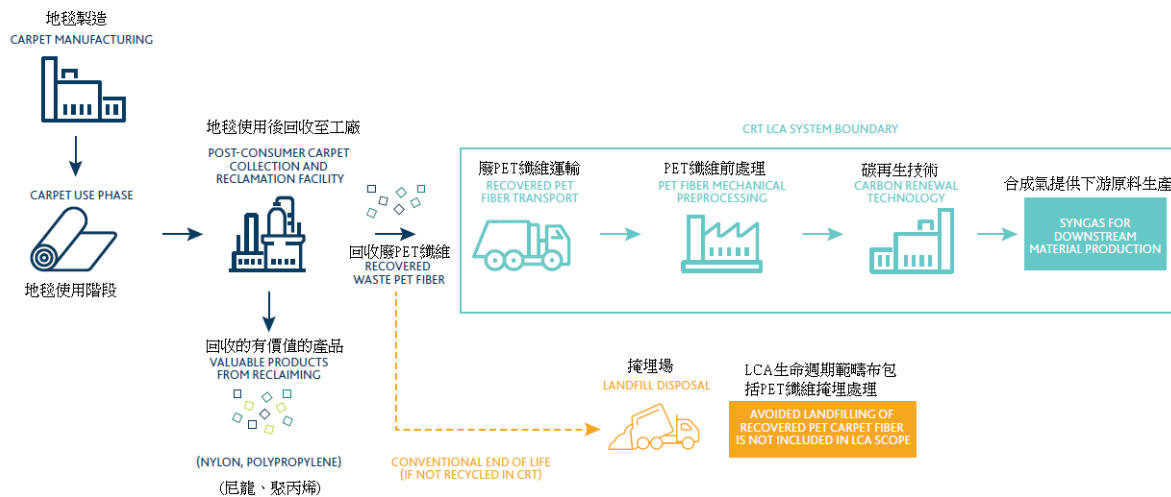 地毯製造
CARPET MANUFACTURING
CARPET USE PHASE
地毯使用階段
地毯使用後回收至工廠
POST-CONSUMER CARPET
COLLECTION AND
RECLAMATION FACILITY
回收廢PET纖維
RECOVERED
WASTE PET FIBER
回收的有價值的產品
VALUABLE PRODUCTS
FROM RECLAIMING
(NYLON, POLYPROPYLENE)
(尼龍、聚丙烯)
CRT LCA SYSTEM BOUNDARY
廢PET纖維運輸
RECOVERED PET
FIBER TRANSPORT
PET纖維前處理
PET FIBER MECHANICAL
PREPROCESSING
碳再生技術
CARBON RENEWAL
TECHNOLOGY
合成氣提供下游原料生產
SYNGAS FOR
DOWNSTREAM
MATERIAL PRODUCTION
掩埋場
LANDFILL DISPOSAL
LCA生命週期範疇布包
括PET纖維掩埋處理
AVOIDED LANDFILLING OF
RECOVERED PET CARPET FIBER
IS NOT INCLUDED IN LCA SCOPE
CONVENTIONAL END OF LIFE
(IF NOT RECYCLED IN CRT)